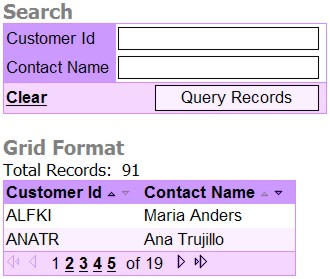 Search
Customer Id
Contact Name
Clear Query Records
Grid Format
Total Records: 91
Customer Id Contact Name
ALFKI Maria Anders
ANATR Ana Trujillo
1 2 3 4 5 of 19